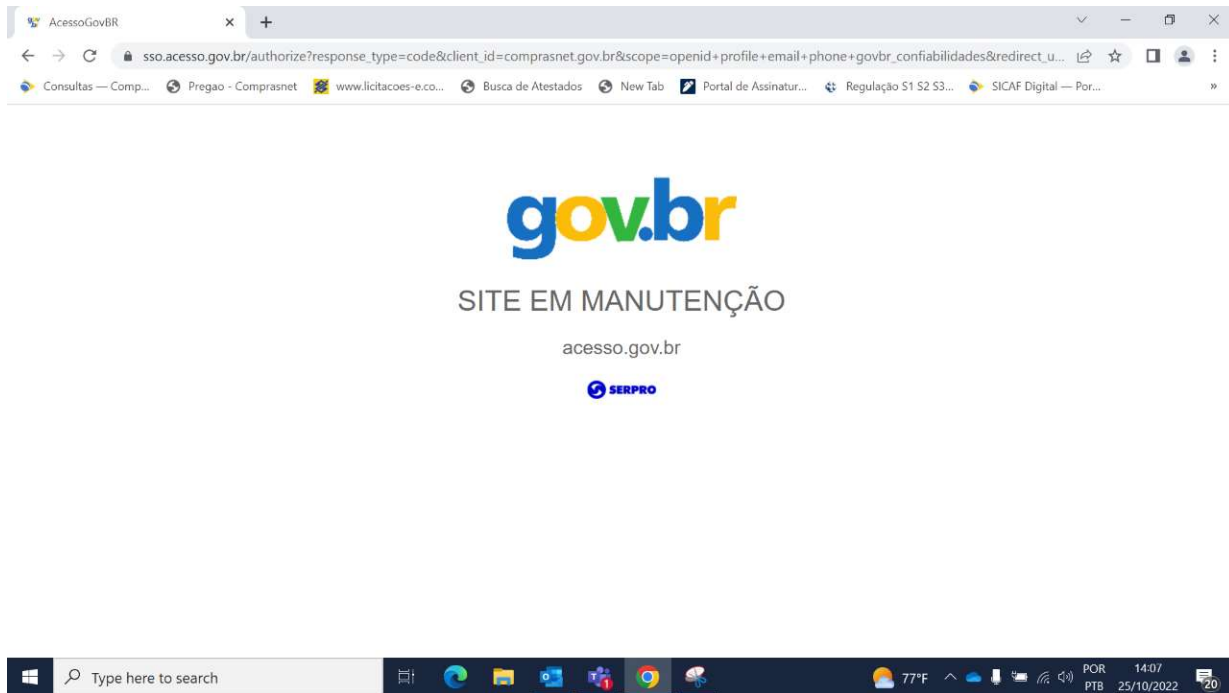 AcessoGovBR
sso.acesso.gov.br/authorize?response_type=code&client_id=comprasnet.gov.br&scope=openid+profile+email+phone+govbr_confiabilidades&redirect_u...
Consultas — Comp... Pregao - Comprasnet www.licitacoes-e.co... Busca de Atestados New Tab Portal de Assinatur... Regulação S1 S2 S3... SICAF Digital — Por... »
gov.br
SITE EM MANUTENÇÃO
acesso.gov.br
SERPRO
Type here to search 77°F POR 14:07
PTB 25/10/2022 20